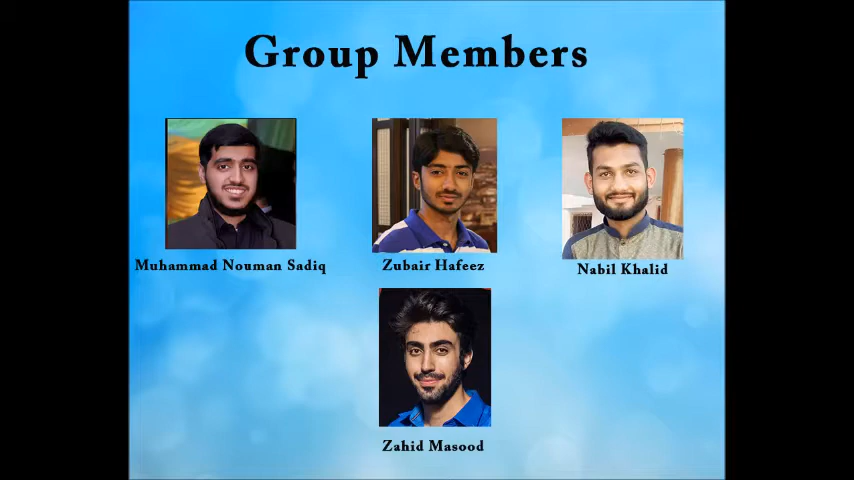 Group Members
Muhammad Nouman Sadiq
Zubair Hafeez
Nabil Khalid
Zahid Masood